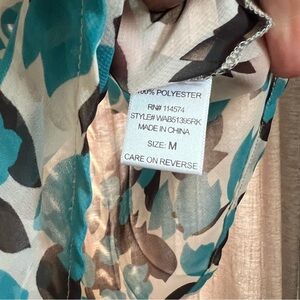 100% POLYESTER
RN# 114574
STYLE# WAB51395RK
MADE IN CHINA
SIZE: M
CARE ON REVERSE